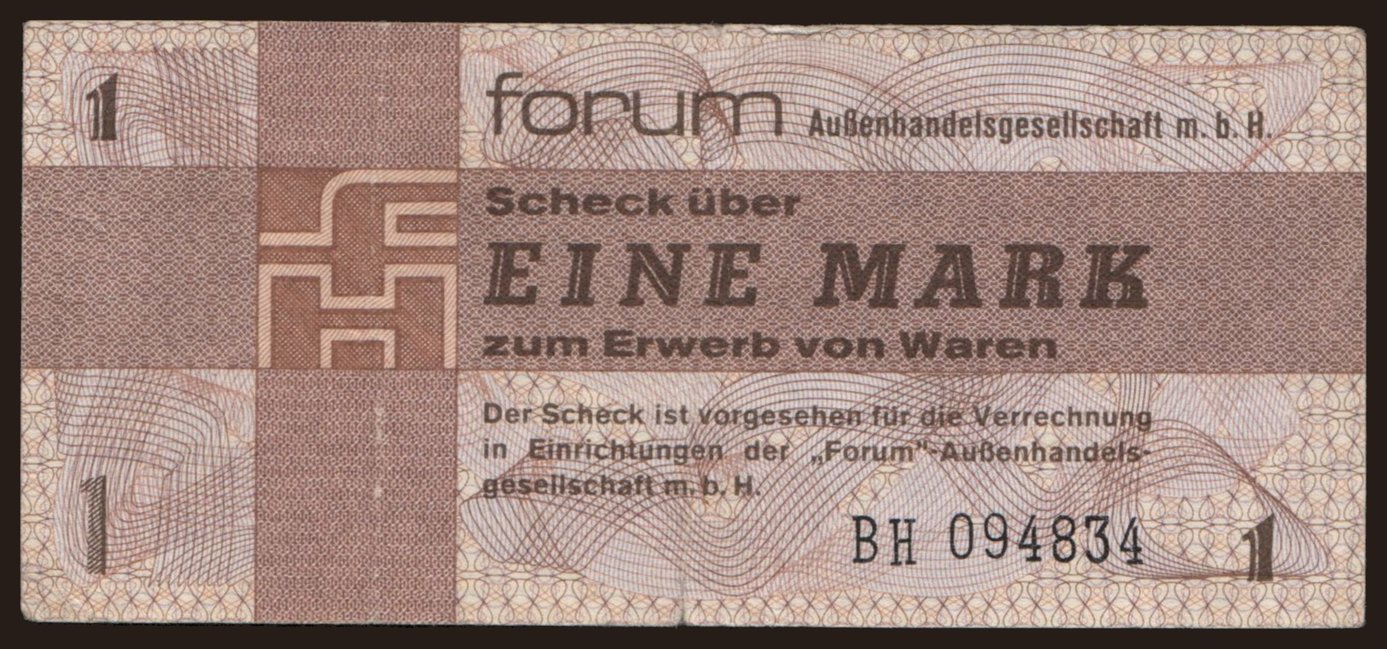 1
forum Außenhandelsgesellschaft m. b. H.
Scheck über
EINE MARK
zum Erwerb von Waren
Der Scheck ist vorgesehen für die Verrechnung
in Einrichtungen der „Forum"-Außenhandels-
gesellschaft m. b. H.
1
BH 094834
1